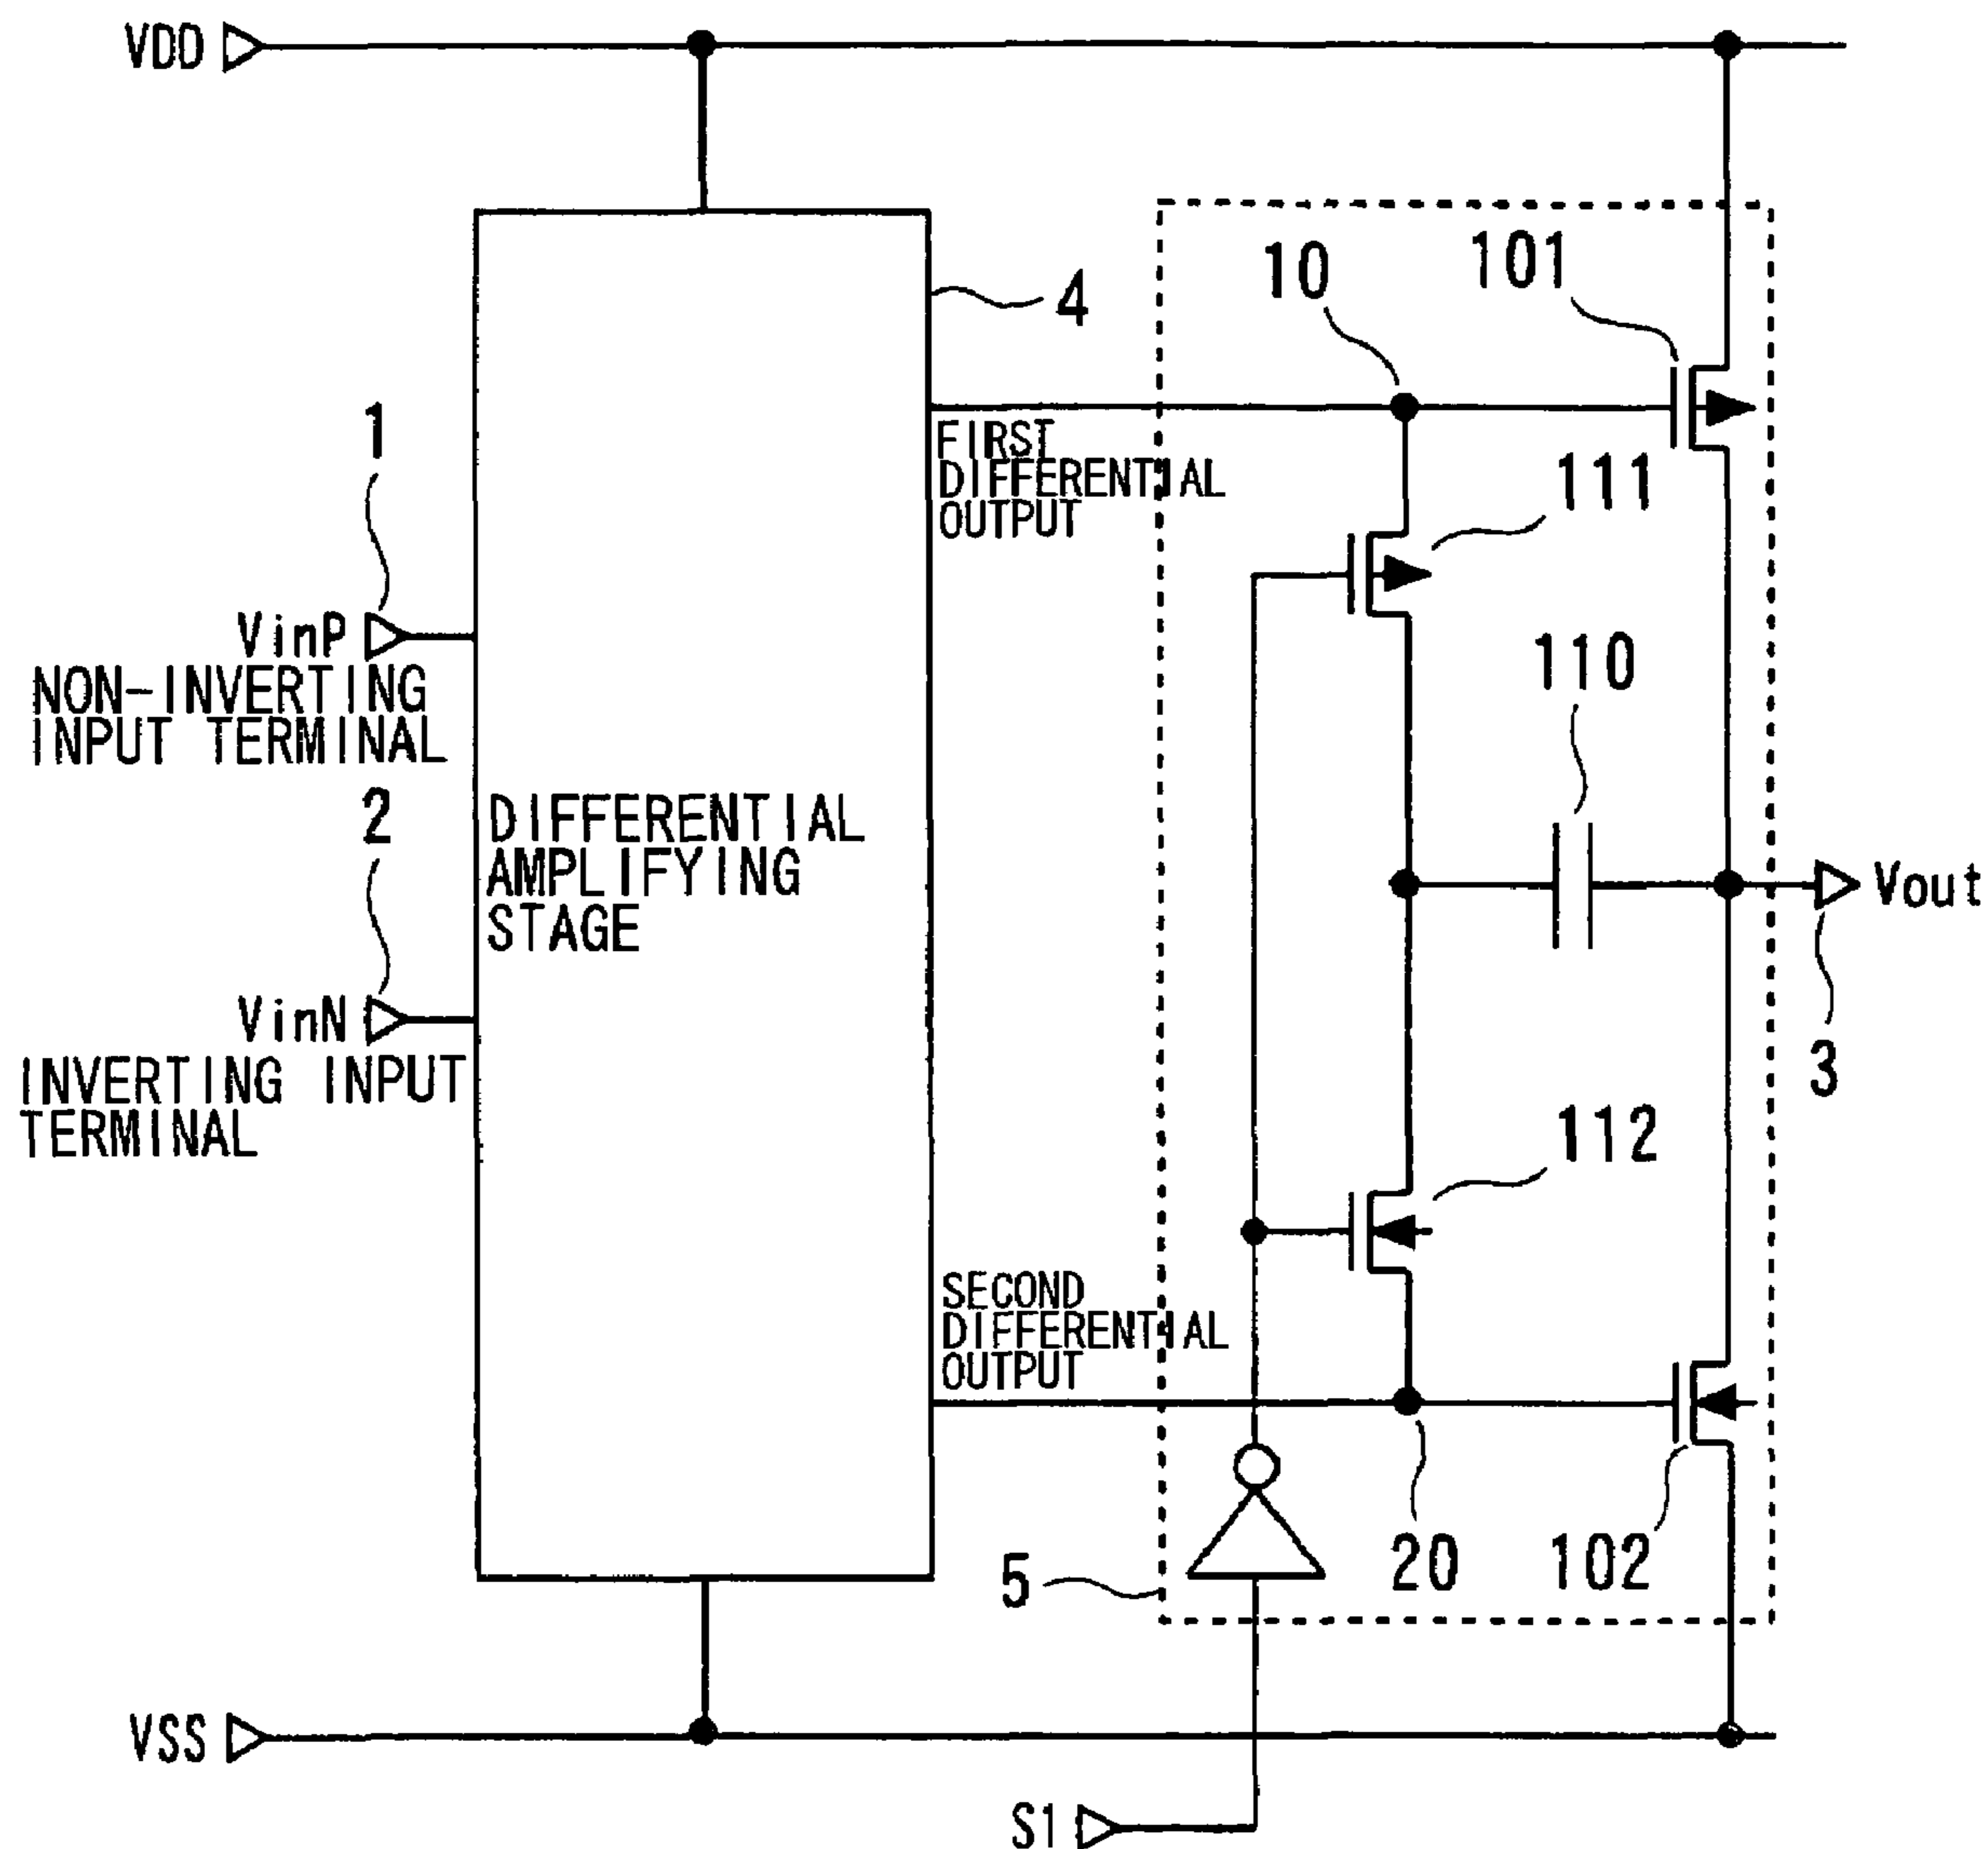 VDD
10
101
4
1
FIRST
DIFFERENTIAL
OUTPUT
111
VinP
NON-INVERTING
INPUT TERMINAL
110
2
DIFFERENTIAL
AMPLIFYING
STAGE
Vout
VinN
INVERTING INPUT
TERMINAL
3
112
SECOND
DIFFERENTIAL
OUTPUT
5
20
102
VSS
S1